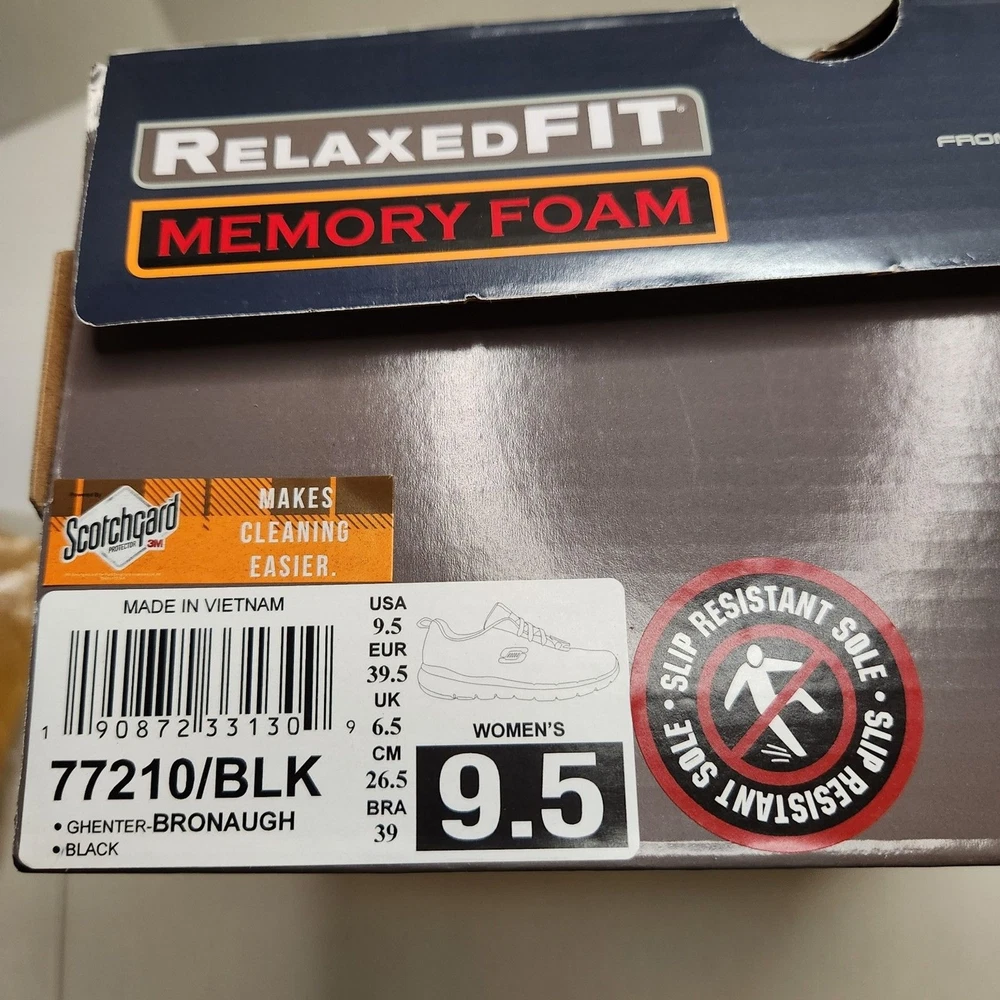 RELAXEDFIT®
MEMORY FOAM
Powered By
Scotchgard
PROTECTOR 3M
MAKES
CLEANING
EASIER.
MADE IN VIETNAM
1 90872 33130 9
77210/BLK
• GHENTER-BRONAUGH
• BLACK
USA
9.5
EUR
39.5
UK
6.5
CM
26.5
BRA
39
WOMEN'S
9.5
SLIP RESISTANT SOLE • SLIP RESISTANT SOLE •